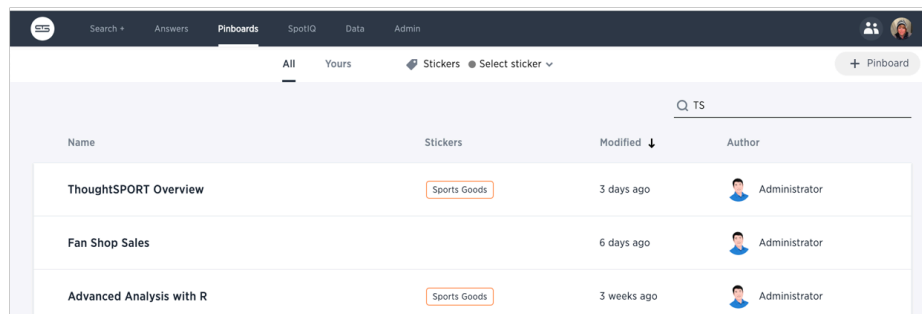 STS Search + Answers Pinboards SpotIQ Data Admin
All Yours Stickers Select sticker + Pinboard
TS
Name Stickers Modified Author
ThoughtSPORT Overview Sports Goods 3 days ago Administrator
Fan Shop Sales 6 days ago Administrator
Advanced Analysis with R Sports Goods 3 weeks ago Administrator